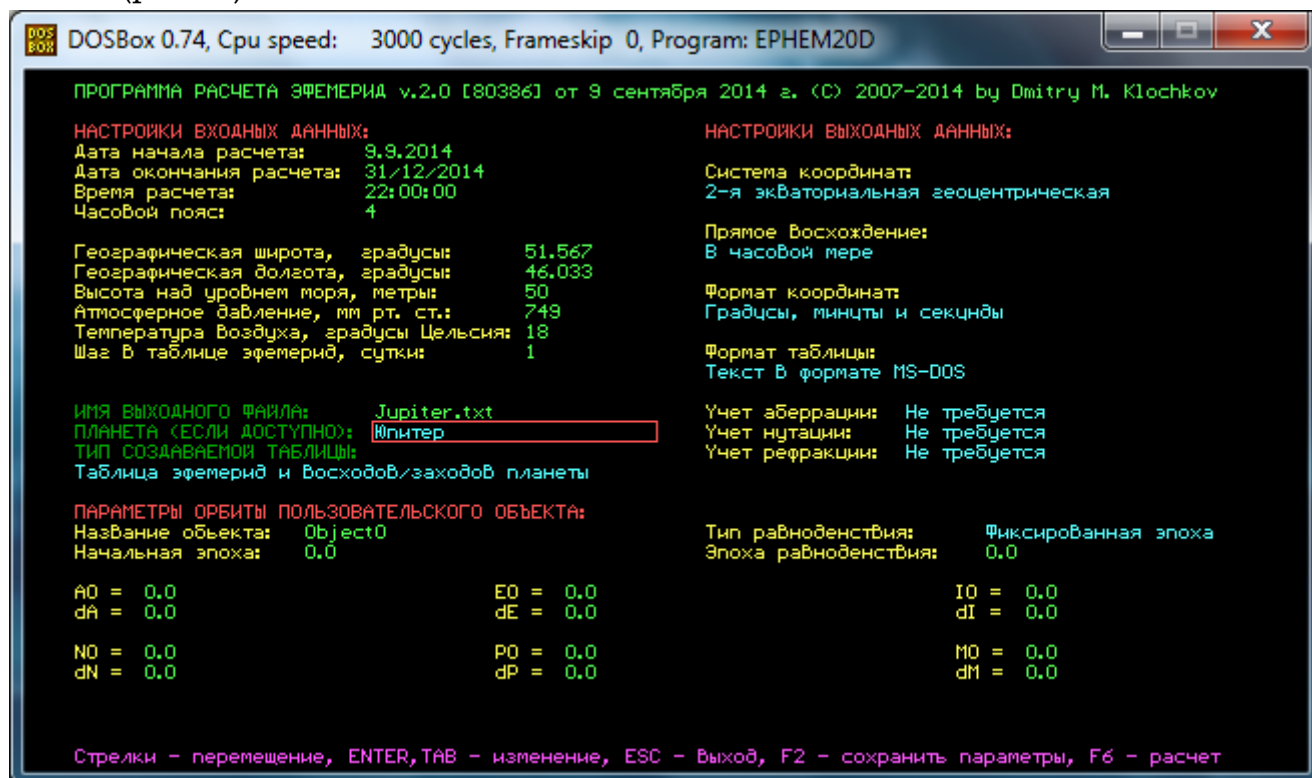 DOSBox 0.74, Cpu speed: 3000 cycles, Frameskip 0, Program: EPHEM20D
ПРОГРАММА РАСЧЕТА ЭФЕМЕРИД v.2.0 [80386] от 9 сентября 2014 г. (C) 2007-2014 by Dmitry M. Klochkov
НАСТРОЙКИ ВХОДНЫХ ДАННЫХ:
Дата начала расчета: 9.9.2014
Дата окончания расчета: 31/12/2014
Время расчета: 22:00:00
Часовой пояс: 4
Географическая широта, градусы: 51.567
Географическая долгота, градусы: 46.033
Высота над уровнем моря, метры: 50
Атмосферное давление, мм рт. ст.: 749
Температура воздуха, градусы Цельсия: 18
Шаг в таблице эфемерид, сутки: 1
ИМЯ ВЫХОДНОГО ФАЙЛА: Jupiter.txt
ПЛАНЕТА (ЕСЛИ ДОСТУПНО): Юпитер
ТИП СОЗДАВАЕМОЙ ТАБЛИЦЫ:
Таблица эфемерид и восходов/заходов планеты
НАСТРОЙКИ ВЫХОДНЫХ ДАННЫХ:
Система координат:
2-я экваториальная геоцентрическая
Прямое восхождение:
В часовой мере
Формат координат:
Градусы, минуты и секунды
Формат таблицы:
Текст в формате MS-DOS
Учет аберрации: Не требуется
Учет нутации: Не требуется
Учет рефракции: Не требуется
ПАРАМЕТРЫ ОРБИТЫ ПОЛЬЗОВАТЕЛЬСКОГО ОБЪЕКТА:
Название объекта: Object0 Тип равноденствия: Фиксированная эпоха
Начальная эпоха: 0.0 Эпоха равноденствия: 0.0
A0 = 0.0 E0 = 0.0 I0 = 0.0
dA = 0.0 dE = 0.0 dI = 0.0
N0 = 0.0 P0 = 0.0 M0 = 0.0
dN = 0.0 dP = 0.0 dM = 0.0
Стрелки - перемещение, ENTER,TAB - изменение, ESC - Выход, F2 - сохранить параметры, F6 - расчет